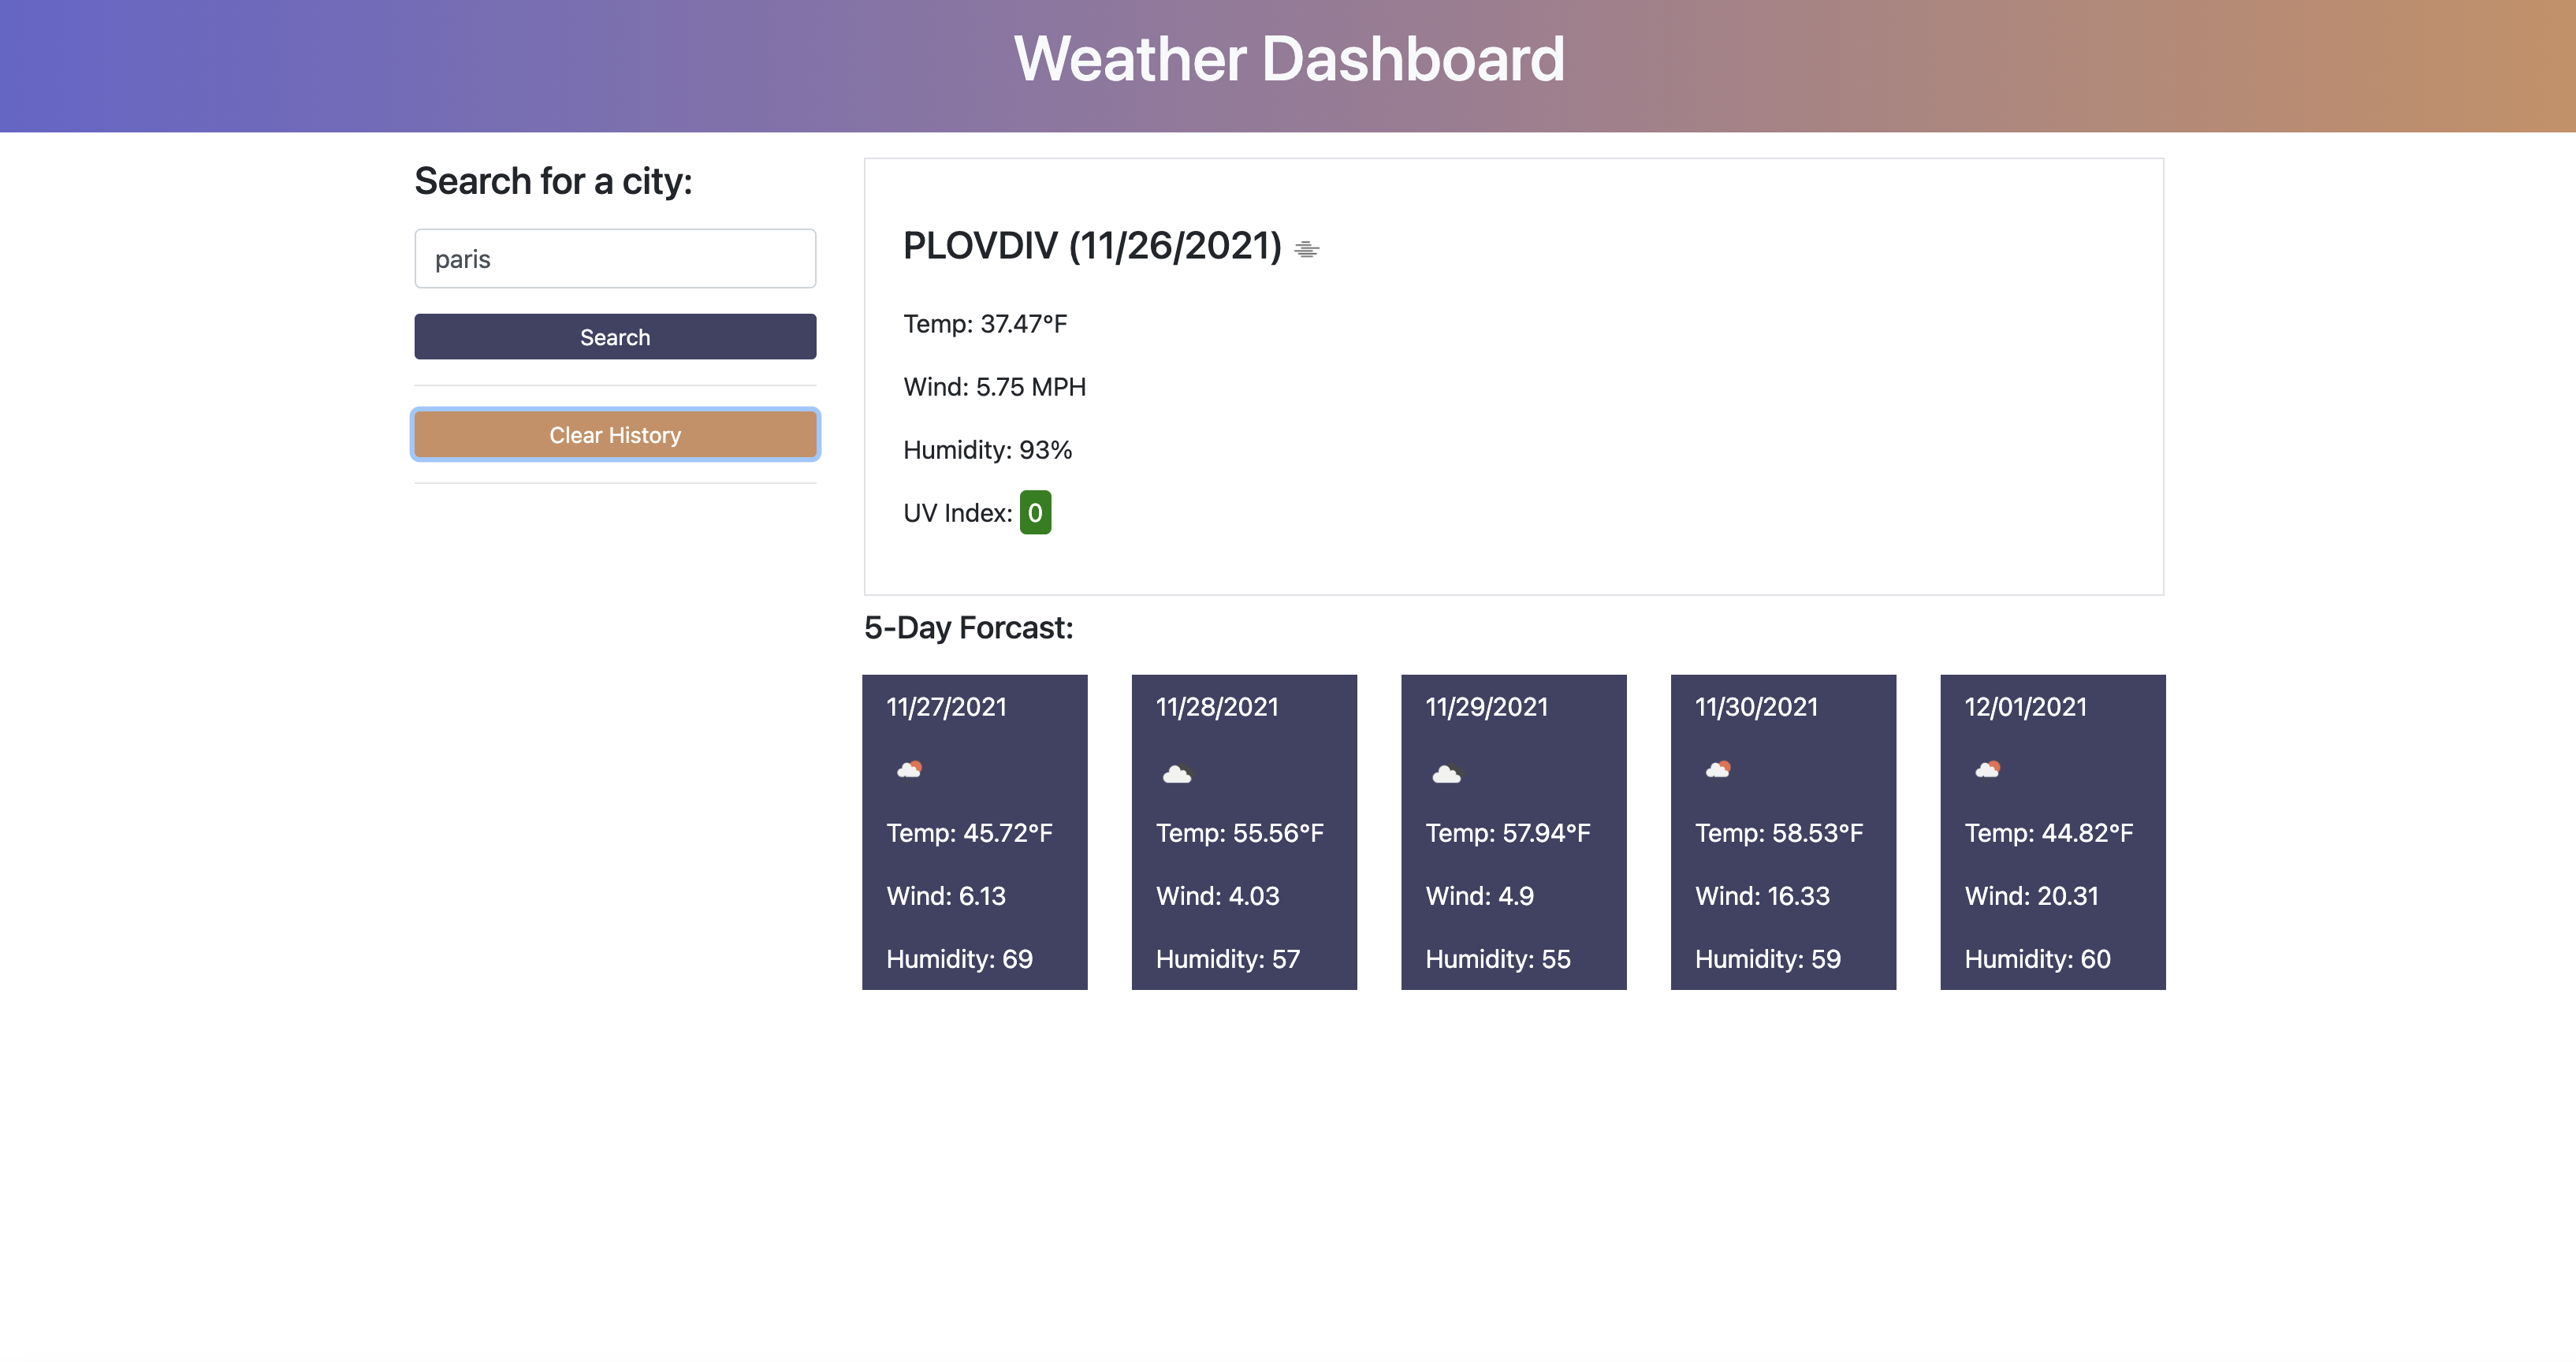 Weather Dashboard
Search for a city:
paris
Search
Clear History
PLOVDIV (11/26/2021)
Temp: 37.47°F
Wind: 5.75 MPH
Humidity: 93%
UV Index: 0
5-Day Forcast:
11/27/2021
Temp: 45.72°F
Wind: 6.13
Humidity: 69
11/28/2021
Temp: 55.56°F
Wind: 4.03
Humidity: 57
11/29/2021
Temp: 57.94°F
Wind: 4.9
Humidity: 55
11/30/2021
Temp: 58.53°F
Wind: 16.33
Humidity: 59
12/01/2021
Temp: 44.82°F
Wind: 20.31
Humidity: 60